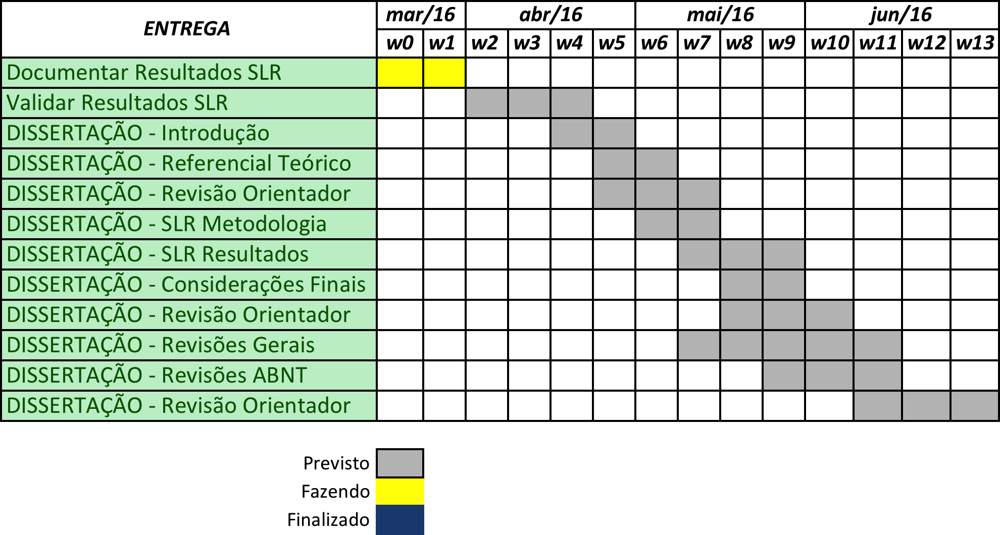 ENTREGA mar/16 abr/16 mai/16 jun/16
w0 w1 w2 w3 w4 w5 w6 w7 w8 w9 w10 w11 w12 w13
Documentar Resultados SLR
Validar Resultados SLR
DISSERTAÇÃO - Introdução
DISSERTAÇÃO - Referencial Teórico
DISSERTAÇÃO - Revisão Orientador
DISSERTAÇÃO - SLR Metodologia
DISSERTAÇÃO - SLR Resultados
DISSERTAÇÃO - Considerações Finais
DISSERTAÇÃO - Revisão Orientador
DISSERTAÇÃO - Revisões Gerais
DISSERTAÇÃO - Revisões ABNT
DISSERTAÇÃO - Revisão Orientador
Previsto
Fazendo
Finalizado